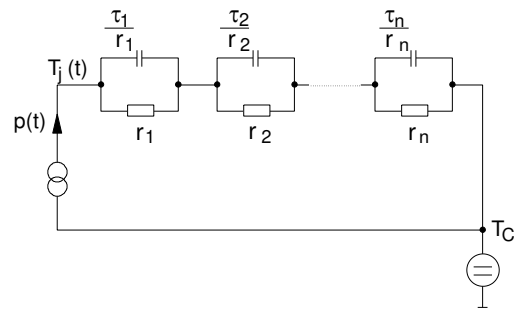 τ1 τ2 τn
r1 r2 rn
Tj (t)
r1 r2 rn
p(t)
TC